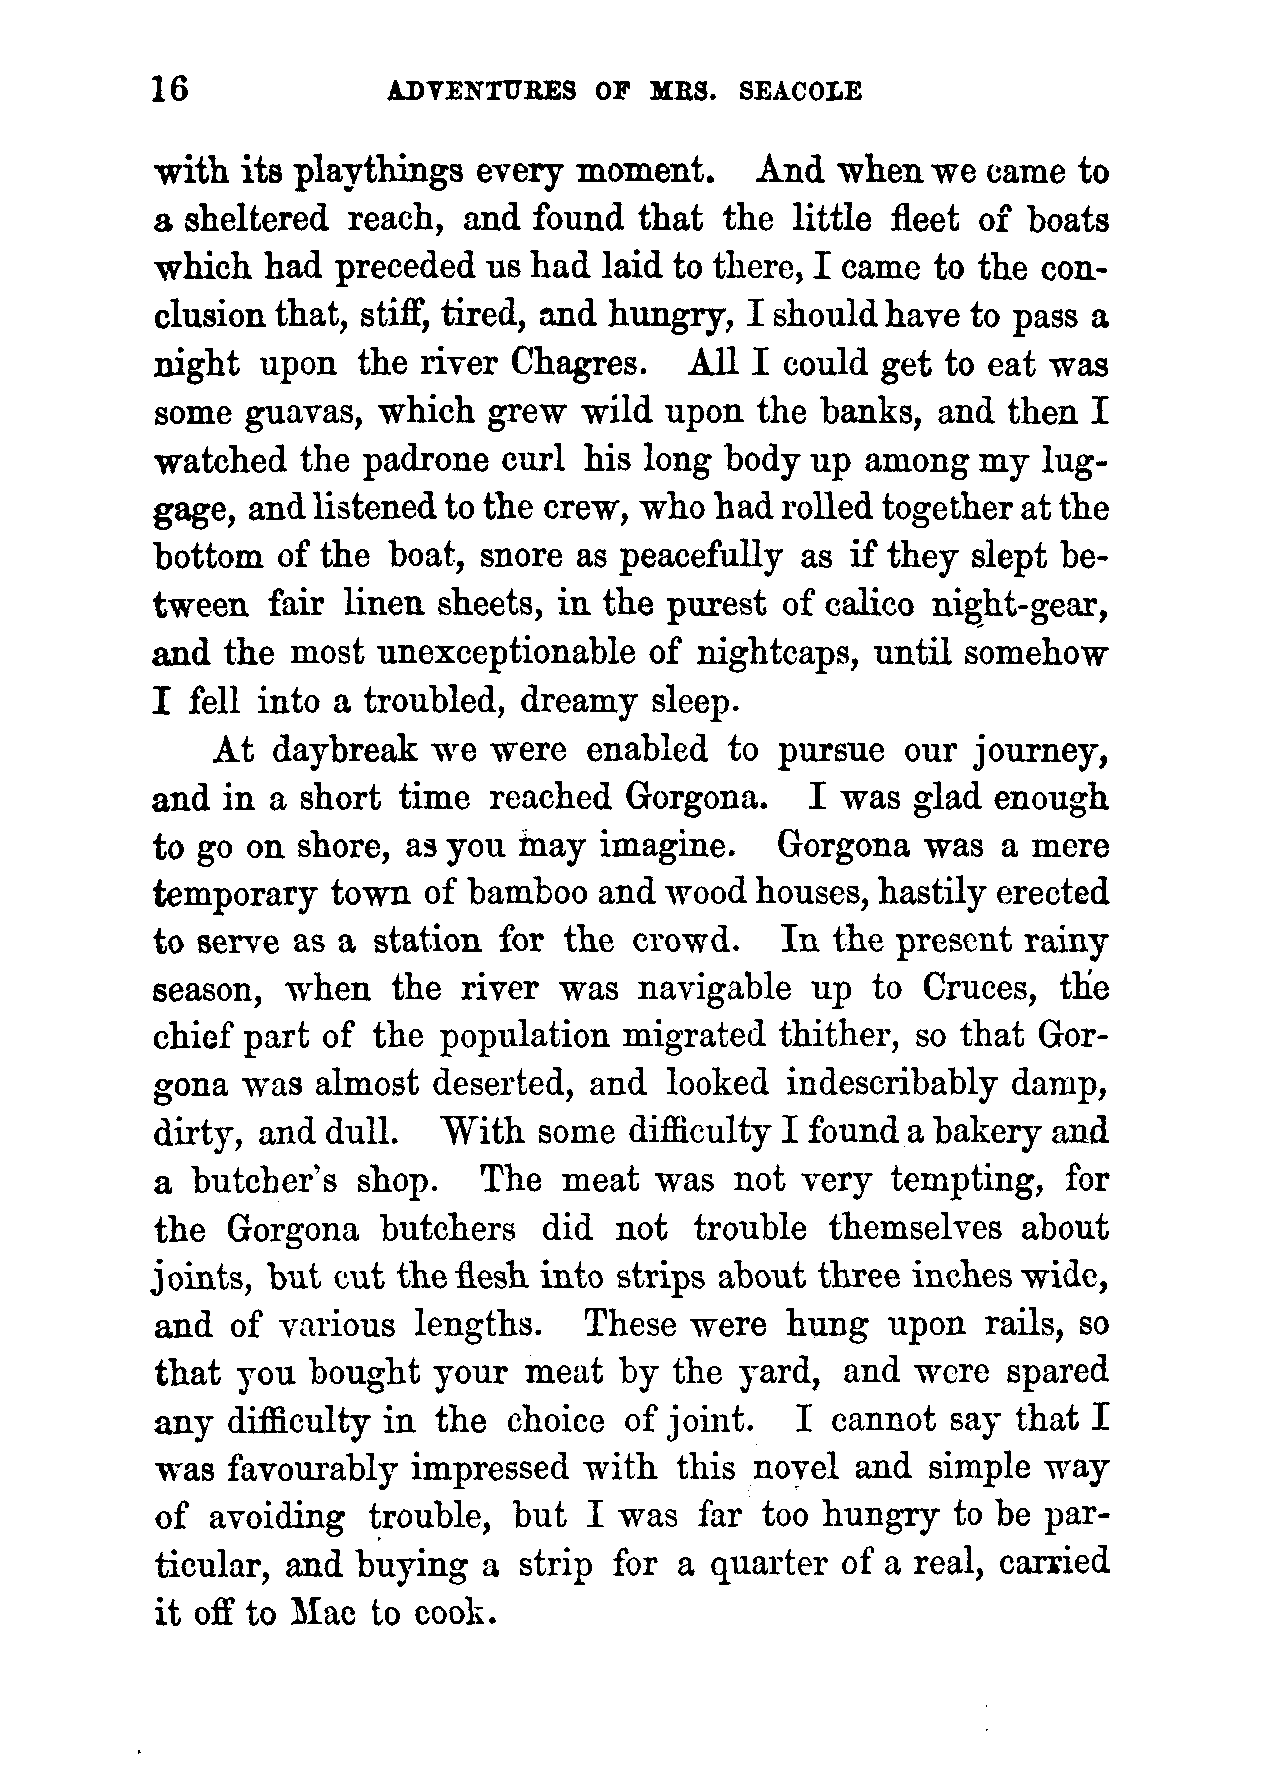 16 ADVENTURES OF MRS. SEACOLE
with its playthings every moment. And when we came to
a sheltered reach, and found that the little fleet of boats
which had preceded us had laid to there, I came to the con-
clusion that, stiff, tired, and hungry, I should have to pass a
night upon the river Chagres. All I could get to eat was
some guavas, which grew wild upon the banks, and then I
watched the padrone curl his long body up among my lug-
gage, and listened to the crew, who had rolled together at the
bottom of the boat, snore as peacefully as if they slept be-
tween fair linen sheets, in the purest of calico night-gear,
and the most unexceptionable of nightcaps, until somehow
I fell into a troubled, dreamy sleep.
At daybreak we were enabled to pursue our journey,
and in a short time reached Gorgona. I was glad enough
to go on shore, as you may imagine. Gorgona was a mere
temporary town of bamboo and wood houses, hastily erected
to serve as a station for the crowd. In the present rainy
season, when the river was navigable up to Cruces, the
chief part of the population migrated thither, so that Gor-
gona was almost deserted, and looked indescribably damp,
dirty, and dull. With some difficulty I found a bakery and
a butcher's shop. The meat was not very tempting, for
the Gorgona butchers did not trouble themselves about
joints, but cut the flesh into strips about three inches wide,
and of various lengths. These were hung upon rails, so
that you bought your meat by the yard, and were spared
any difficulty in the choice of joint. I cannot say that I
was favourably impressed with this novel and simple way
of avoiding trouble, but I was far too hungry to be par-
ticular, and buying a strip for a quarter of a real, carried
it off to Mac to cook.